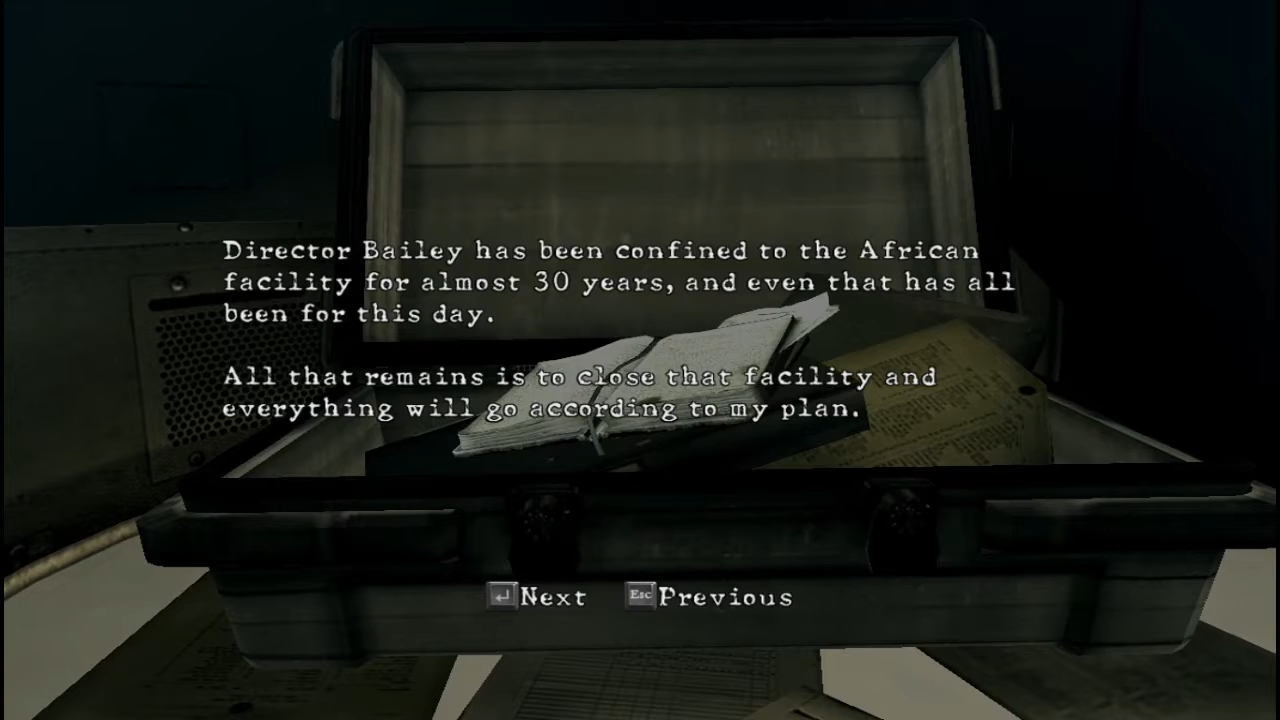 Director Bailey has been confined to the African
facility for almost 30 years, and even that has all
been for this day.
All that remains is to close that facility and
everything will go according to my plan.
Next Esc Previous